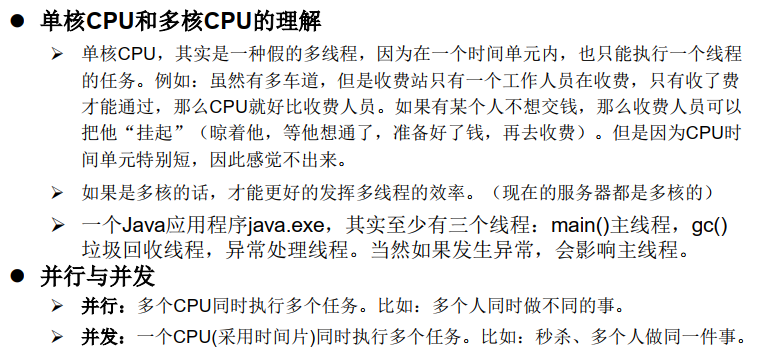 ● 单核CPU和多核CPU的理解
➢ 单核CPU，其实是一种假的多线程，因为在一个时间单元内，也只能执行一个线程
的任务。例如：虽然有多车道，但是收费站只有一个工作人员在收费，只有收了费
才能通过，那么CPU就好比收费人员。如果有某个人不想交钱，那么收费人员可以
把他“挂起”（晾着他，等他想通了，准备好了钱，再去收费）。但是因为CPU时
间单元特别短，因此感觉不出来。
➢ 如果是多核的话，才能更好的发挥多线程的效率。（现在的服务器都是多核的）
➢ 一个Java应用程序java.exe，其实至少有三个线程：main()主线程，gc()
垃圾回收线程，异常处理线程。当然如果发生异常，会影响主线程。
● 并行与并发
➢ 并行：多个CPU同时执行多个任务。比如：多个人同时做不同的事。
➢ 并发：一个CPU(采用时间片)同时执行多个任务。比如：秒杀、多个人做同一件事。